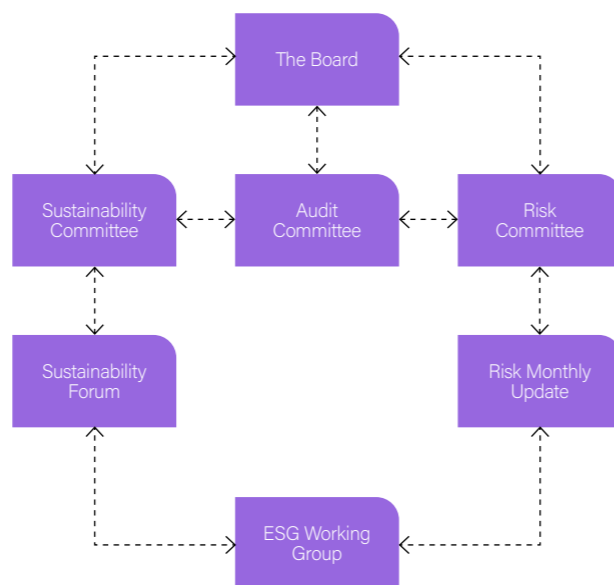 The Board
Sustainability
Committee
Audit
Committee
Risk
Committee
Sustainability
Forum
Risk Monthly
Update
ESG Working
Group